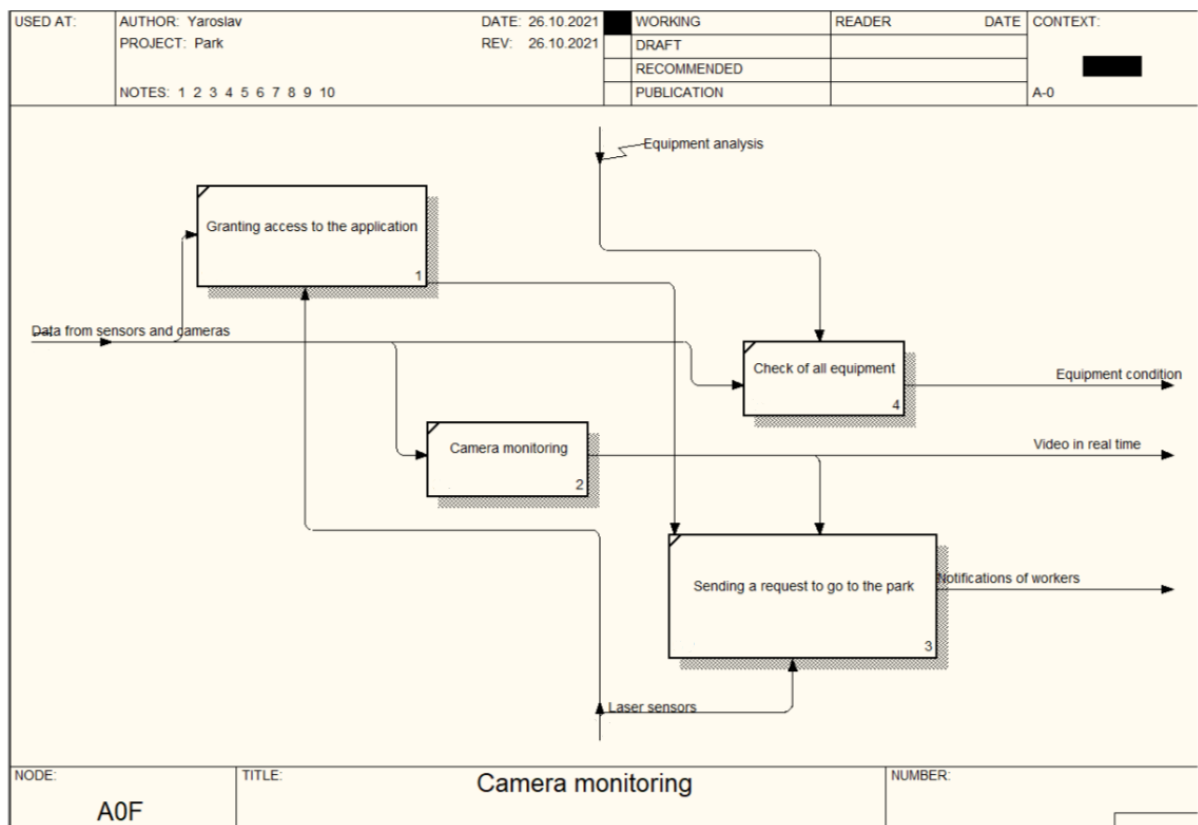 USED AT:
AUTHOR: Yaroslav
DATE: 26.10.2021
WORKING
READER
DATE
CONTEXT:
PROJECT: Park
REV: 26.10.2021
DRAFT
RECOMMENDED
NOTES: 1 2 3 4 5 6 7 8 9 10
PUBLICATION
A-0
Equipment analysis
Granting access to the application
1
Data from sensors and cameras
Check of all equipment
4
Equipment condition
Camera monitoring
2
Video in real time
Sending a request to go to the park
3
Notifications of workers
Laser sensors
NODE:
A0F
TITLE:
Camera monitoring
NUMBER: